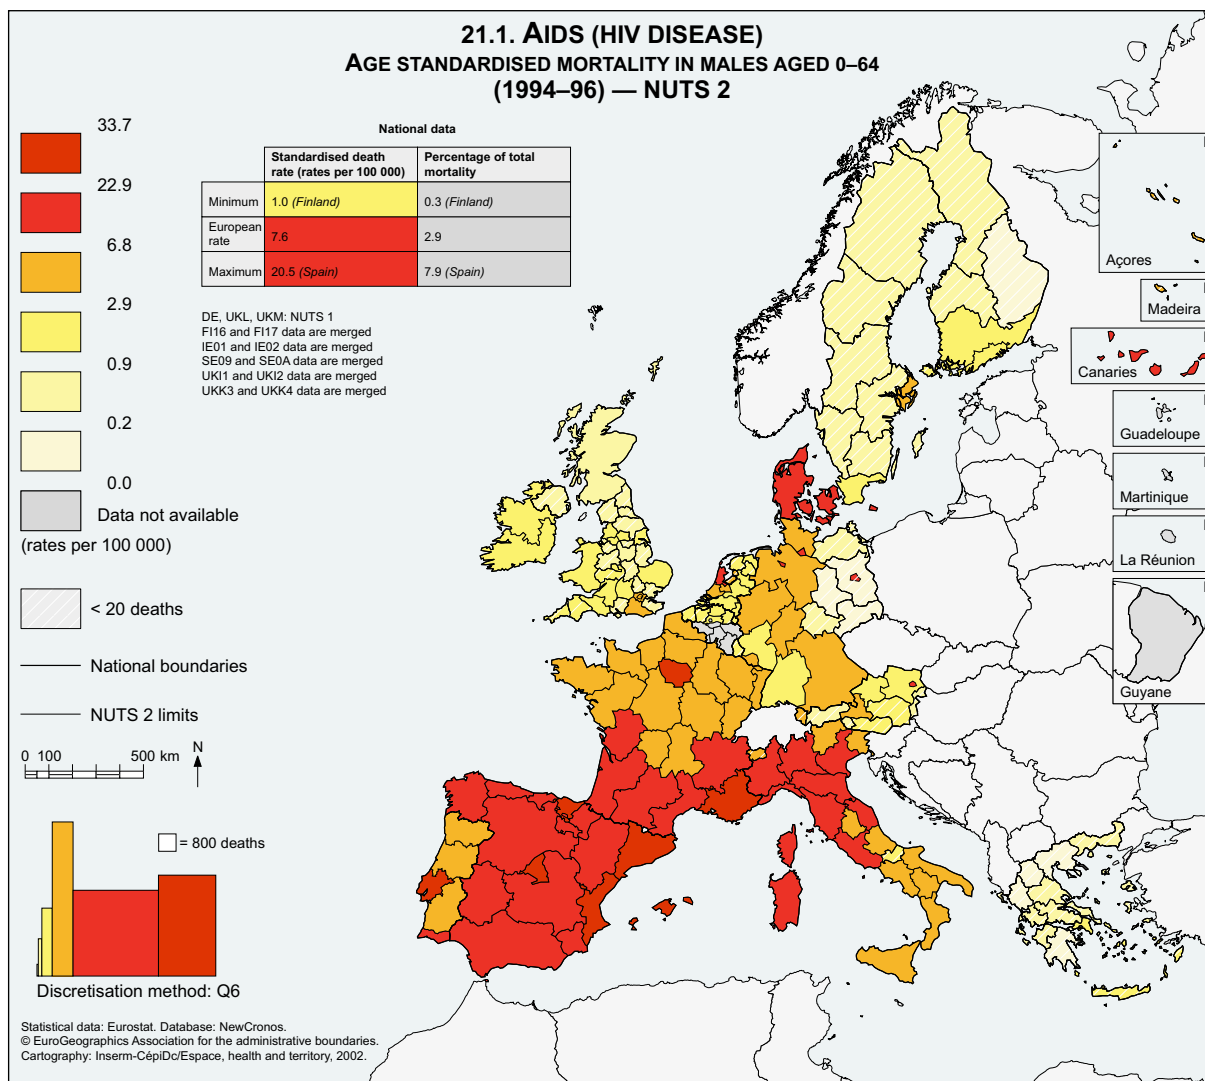 21.1. AIDS (HIV DISEASE)
AGE STANDARDISED MORTALITY IN MALES AGED 0–64
(1994–96) — NUTS 2
33.7
22.9
6.8
2.9
0.9
0.2
0.0
Data not available
(rates per 100 000)
< 20 deaths
National boundaries
NUTS 2 limits
0 100 500 km
N
National data
Standardised death rate (rates per 100 000)
Percentage of total mortality
Minimum 1.0 (Finland) 0.3 (Finland)
European rate 7.6 2.9
Maximum 20.5 (Spain) 7.9 (Spain)
DE, UKL, UKM: NUTS 1
FI16 and FI17 data are merged
IE01 and IE02 data are merged
SE09 and SE0A data are merged
UKI1 and UKI2 data are merged
UKK3 and UKK4 data are merged
Açores
Madeira
Canaries
Guadeloupe
Martinique
La Réunion
Guyane
= 800 deaths
Discretisation method: Q6
Statistical data: Eurostat. Database: NewCronos.
© EuroGeographics Association for the administrative boundaries.
Cartography: Inserm-CépiDc/Espace, health and territory, 2002.